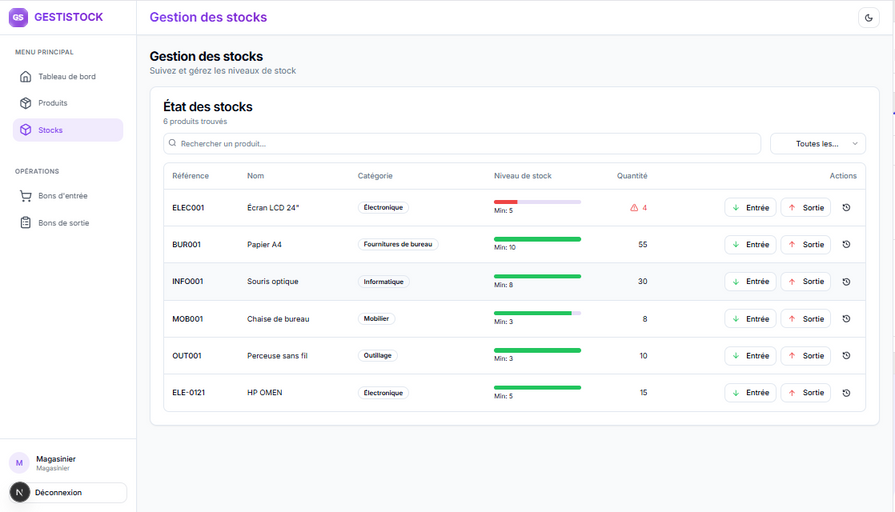 GS GESTISTOCK
Gestion des stocks
MENU PRINCIPAL
Tableau de bord
Produits
Stocks
OPÉRATIONS
Bons d'entrée
Bons de sortie
M
Magasinier
Magasinier
N
Déconnexion
Gestion des stocks
Suivez et gérez les niveaux de stock
État des stocks
6 produits trouvés
Rechercher un produit... Toutes les...
Référence Nom Catégorie Niveau de stock Quantité Actions
ELEC001 Écran LCD 24" Électronique Min: 5 4 Entrée Sortie
BUR001 Papier A4 Fournitures de bureau Min: 10 55 Entrée Sortie
INFO001 Souris optique Informatique Min: 8 30 Entrée Sortie
MOB001 Chaise de bureau Mobilier Min: 3 8 Entrée Sortie
OUT001 Perceuse sans fil Outillage Min: 3 10 Entrée Sortie
ELE-0121 HP OMEN Électronique Min: 5 15 Entrée Sortie